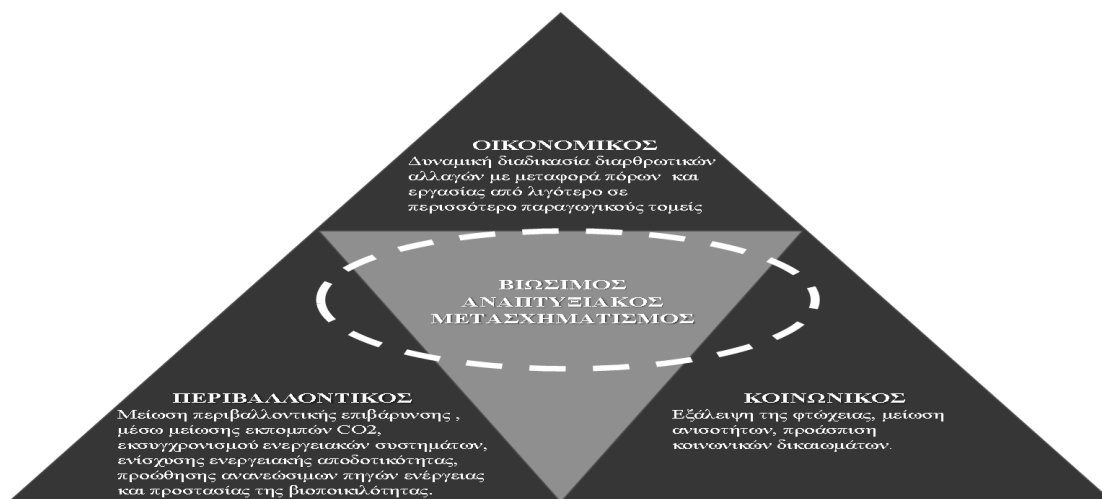 ΟΙΚΟΝΟΜΙΚΟΣ
Δυναμική διαδικασία διαρθρωτικών
αλλαγών με μεταφορά πόρων και
εργασίας από λιγότερο σε
περισσότερο παραγωγικούς τομείς
ΒΙΩΣΙΜΟΣ
ΑΝΑΠΤΥΞΙΑΚΟΣ
ΜΕΤΑΣΧΗΜΑΤΙΣΜΟΣ
ΠΕΡΙΒΑΛΛΟΝΤΙΚΟΣ
Μείωση περιβαλλοντικής επιβάρυνσης ,
μέσω μείωσης εκπομπών CO2,
εκσυγχρονισμού ενεργειακών συστημάτων,
ενίσχυσης ενεργειακής αποδοτικότητας,
προώθησης ανανεώσιμων πηγών ενέργειας
και προστασίας της βιοποικιλότητας.
ΚΟΙΝΩΝΙΚΟΣ
Εξάλειψη της φτώχειας, μείωση
ανισοτήτων, προάσπιση
κοινωνικών δικαιωμάτων.